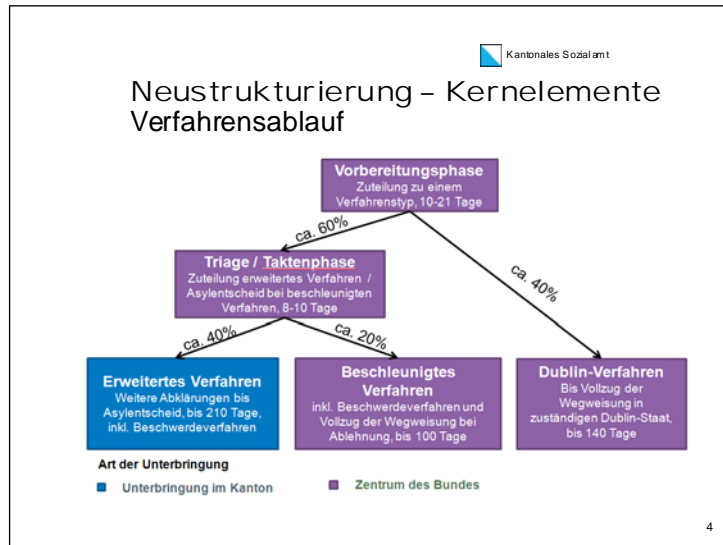 Kantonales Sozialamt
Neustrukturierung – Kernelemente
Verfahrensablauf
Vorbereitungsphase
Zuteilung zu einem
Verfahrenstyp, 10-21 Tage
ca. 60%
ca. 40%
Triage / Taktenphase
Zuteilung erweitertes Verfahren /
Asylentscheid bei beschleunigten
Verfahren, 8-10 Tage
ca. 40%
ca. 20%
Erweitertes Verfahren
Weitere Abklärungen bis
Asylentscheid, bis 210 Tage,
inkl. Beschwerdeverfahren
Beschleunigtes
Verfahren
inkl. Beschwerdeverfahren und
Vollzug der Wegweisung bei
Ablehnung, bis 100 Tage
Dublin-Verfahren
Bis Vollzug der
Wegweisung in
zuständigen Dublin-Staat,
bis 140 Tage
Art der Unterbringung
Unterbringung im Kanton
Zentrum des Bundes
4